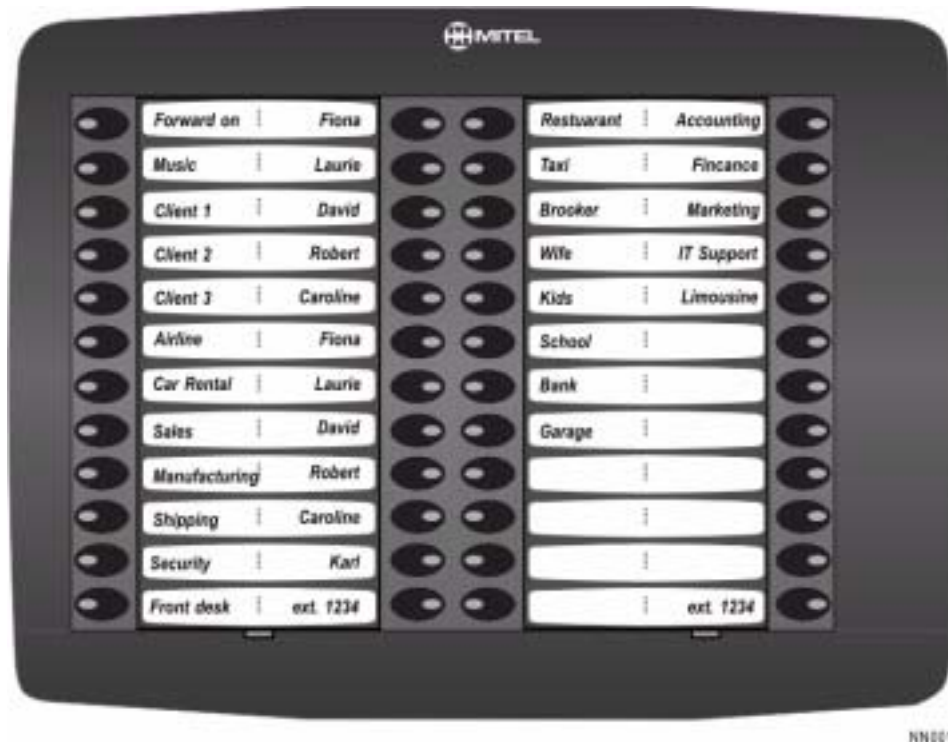 MITEL
Forward on Fiona Restuarant Accounting
Music Laurie Taxi Fincance
Client 1 David Brooker Marketing
Client 2 Robert Wife IT Support
Client 3 Caroline Kids Limousine
Airline Fiona School
Car Rental Laurie Bank
Sales David Garage
Manufacturing Robert
Shipping Caroline
Security Karl
Front desk ext. 1234 ext. 1234